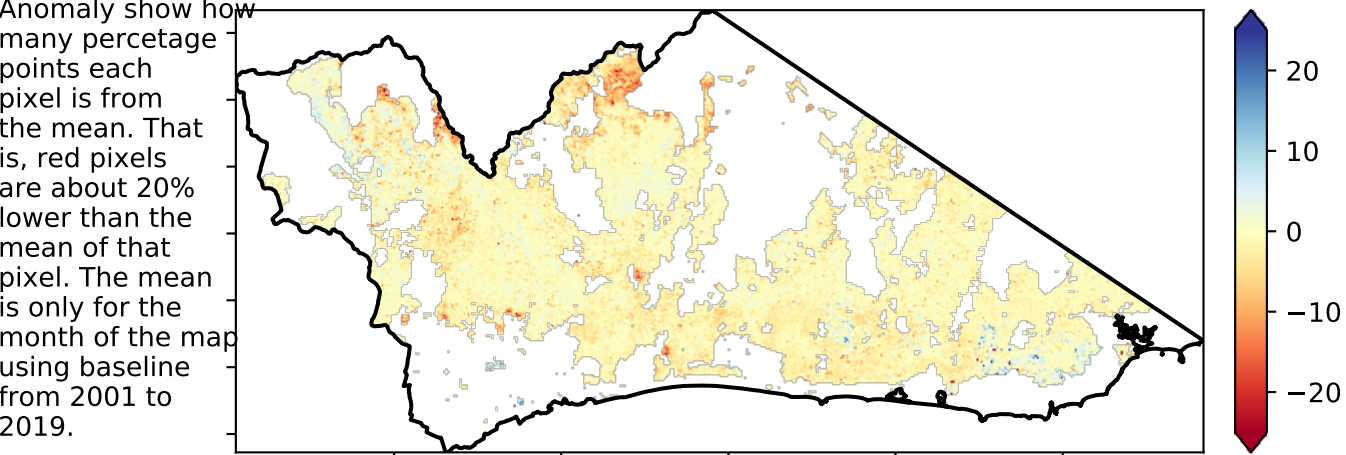 Anomaly show how
many percetage
points each
pixel is from
the mean. That
is, red pixels
are about 20%
lower than the
mean of that
pixel. The mean
is only for the
month of the map
using baseline
from 2001 to
2019.
20
10
0
−10
−20